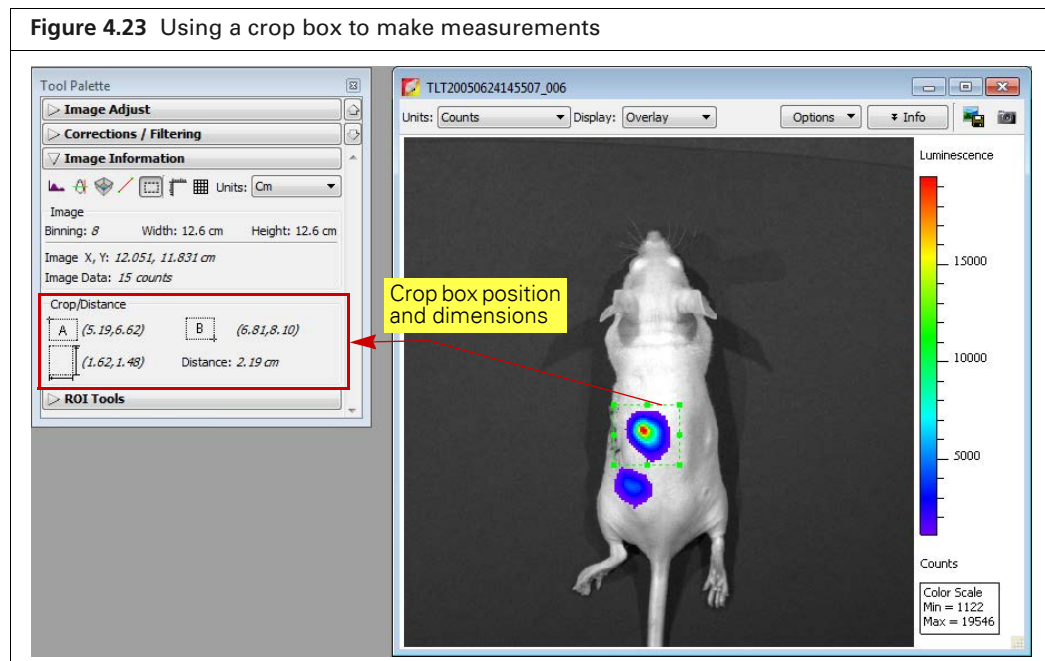 Figure 4.23 Using a crop box to make measurements
Tool Palette
Image Adjust
Corrections / Filtering
Image Information
Units: Cm
Image
Binning: 8 Width: 12.6 cm Height: 12.6 cm
Image X, Y: 12.051, 11.831 cm
Image Data: 15 counts
Crop/Distance
A (5.19,6.62) B (6.81,8.10)
(1.62,1.48) Distance: 2.19 cm
ROI Tools
Crop box position
and dimensions
TLT20050624145507_006
Units: Counts Display: Overlay Options Info
Luminescence
15000
10000
5000
Counts
Color Scale
Min = 1122
Max = 19546